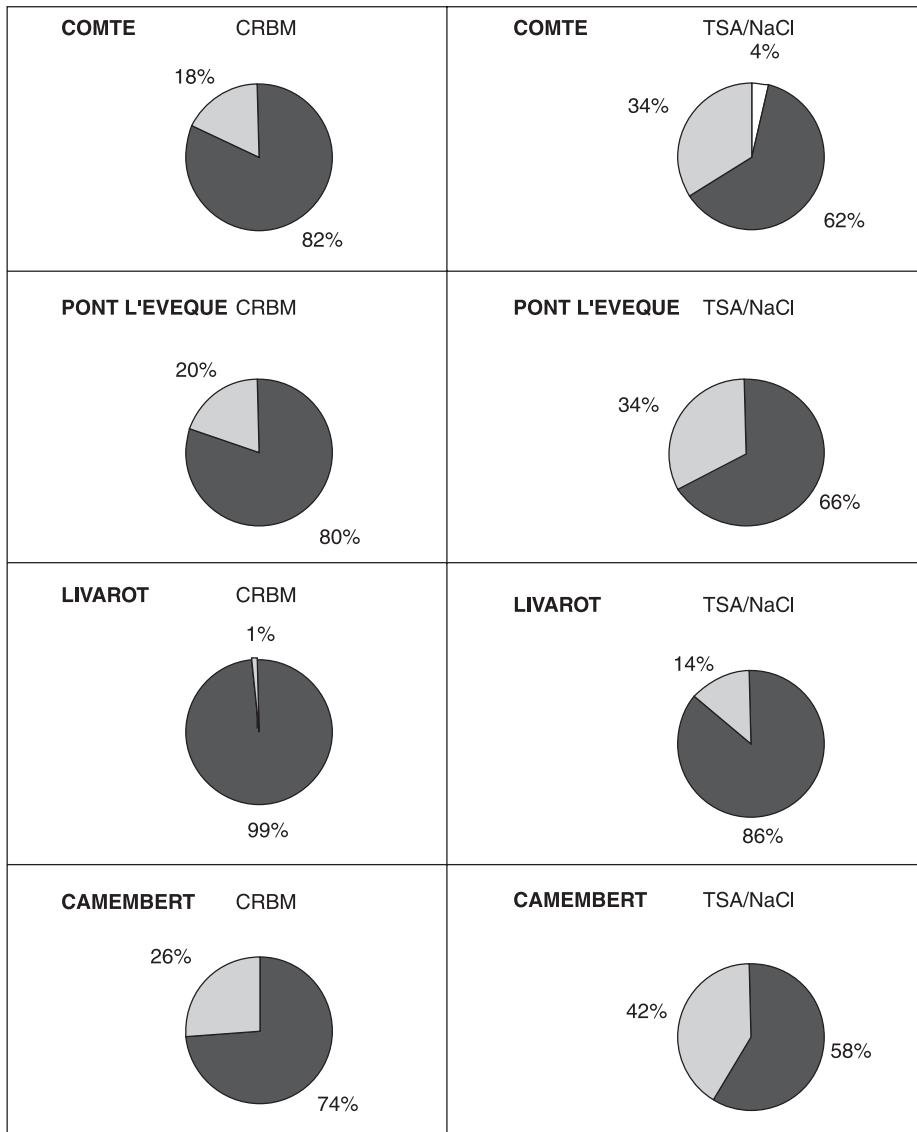 COMTE CRBM
18%
82%
COMTE TSA/NaCl
4%
34%
62%
PONT L'EVEQUE CRBM
20%
80%
PONT L'EVEQUE TSA/NaCl
34%
66%
LIVAROT CRBM
1%
99%
LIVAROT TSA/NaCl
14%
86%
CAMEMBERT CRBM
26%
74%
CAMEMBERT TSA/NaCl
42%
58%